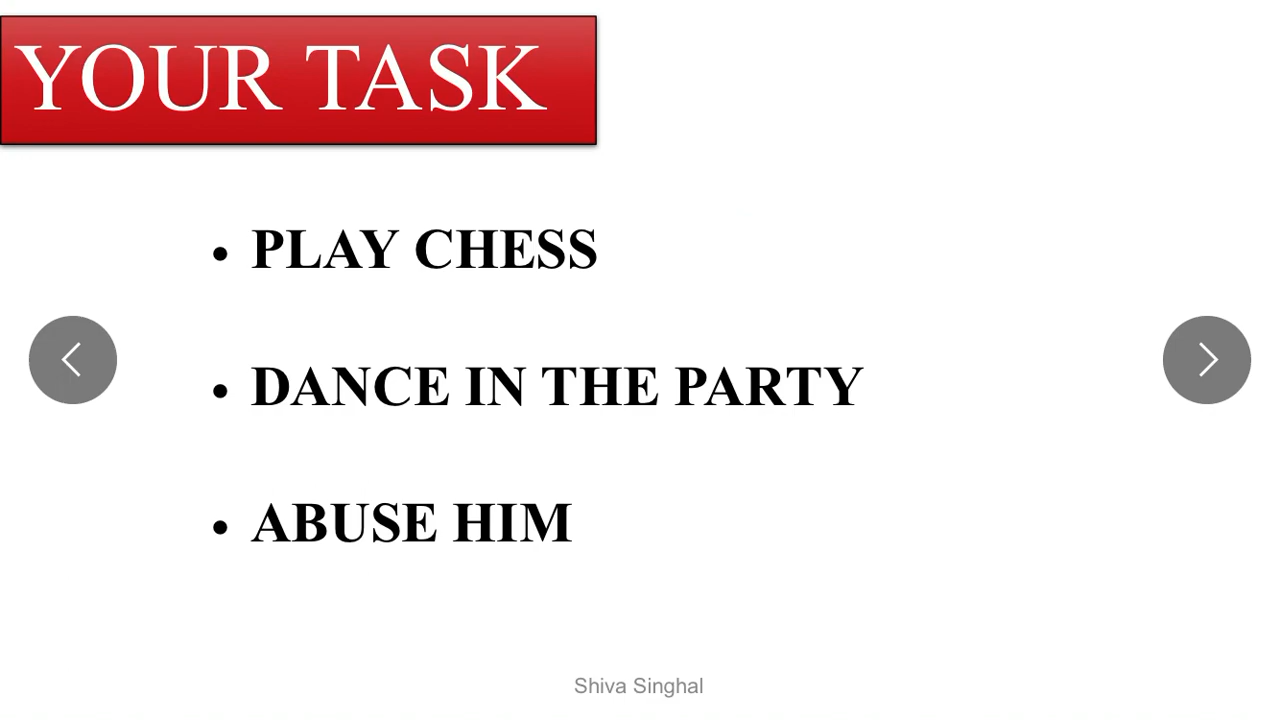 YOUR TASK
• PLAY CHESS
• DANCE IN THE PARTY
• ABUSE HIM
Shiva Singhal